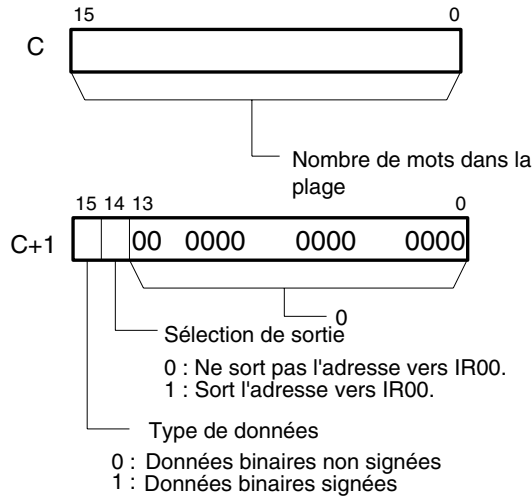 15 0
C
Nombre de mots dans la
plage
15 14 13 0
C+1 00 0000 0000 0000
0
Sélection de sortie
0 : Ne sort pas l'adresse vers IR00.
1 : Sort l'adresse vers IR00.
Type de données
0 : Données binaires non signées
1 : Données binaires signées